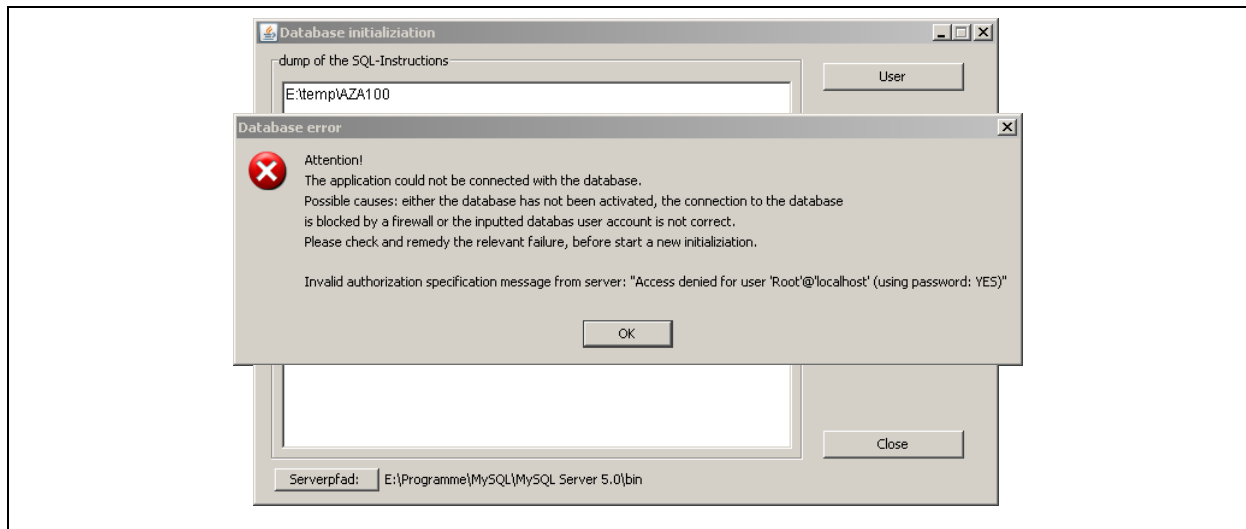 Database initializiation
dump of the SQL-Instructions
User
E:\temp\AZA100
Database error
Attention!
The application could not be connected with the database.
Possible causes: either the database has not been activated, the connection to the database
is blocked by a firewall or the inputted databas user account is not correct.
Please check and remedy the relevant failure, before start a new initializiation.
Invalid authorization specification message from server: "Access denied for user 'Root'@'localhost' (using password: YES)"
OK
Close
Serverpfad: E:\Programme\MySQL\MySQL Server 5.0\bin